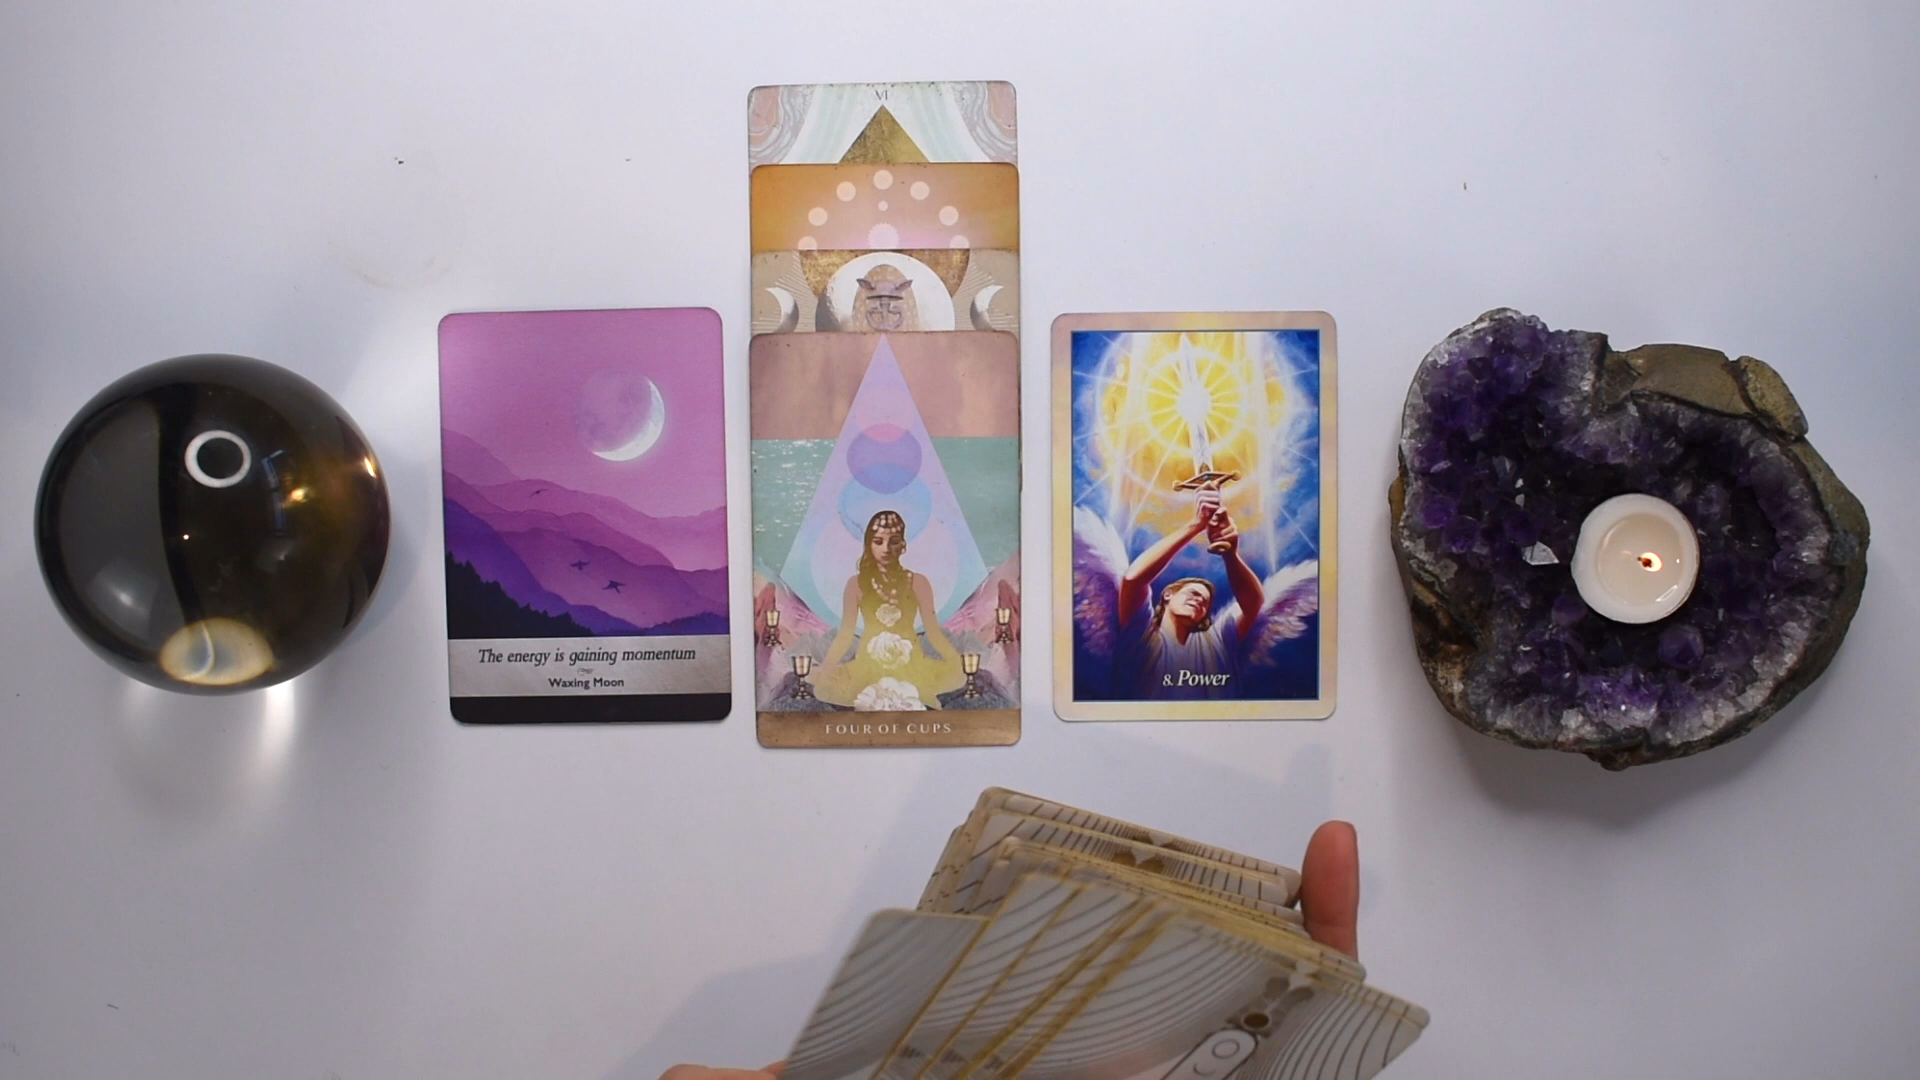 VI
The energy is gaining momentum
Waxing Moon
FOUR OF CUPS
8. Power